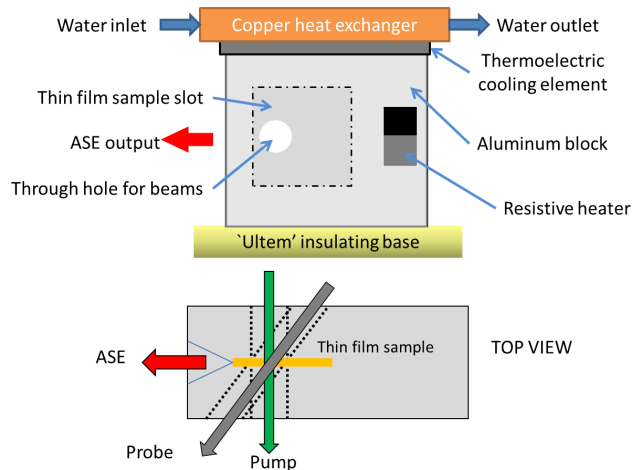 Water inlet
Copper heat exchanger
Water outlet
Thermoelectric
cooling element
Thin film sample slot
ASE output
Aluminum block
Through hole for beams
Resistive heater
`Ultem’ insulating base
ASE
Thin film sample
TOP VIEW
Probe
Pump